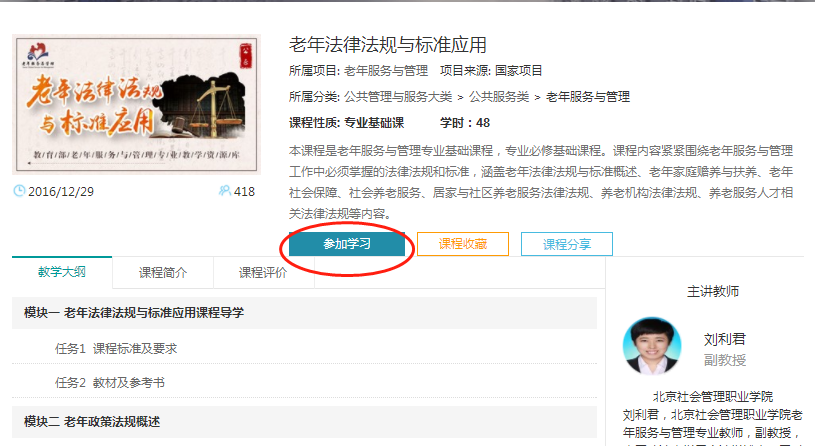 老年法律法规与标准应用
老年法律法规
与标准应用
教/育/部/老/年/服/务/与/管/理/专/业/教/学/资/源/库
2016/12/29
418
所属项目: 老年服务与管理 项目来源: 国家项目
所属分类: 公共管理与服务大类 > 公共服务类 > 老年服务与管理
课程性质: 专业基础课 学时：48
本课程是老年服务与管理专业基础课程，专业必修基础课程。课程内容紧紧围绕老年服务与管理
工作中必须掌握的法律法规和标准，涵盖老年法律与标准概述、老年家庭赡养与扶养、老年
社会保障、社会养老服务、居家与社区养老服务法律法规、养老机构法律法规、养老服务人才相
关法律法规等内容。
参加学习
课程收藏
课程分享
教学大纲
课程简介
课程评价
模块一 老年法律法规与标准应用课程导学
任务1 课程标准及要求
任务2 教材及参考书
模块二 老年政策法规概述
主讲教师
刘利君
副教授
北京社会管理职业学院
刘利君，北京社会管理职业学院老
年服务与管理专业教师，副教授，